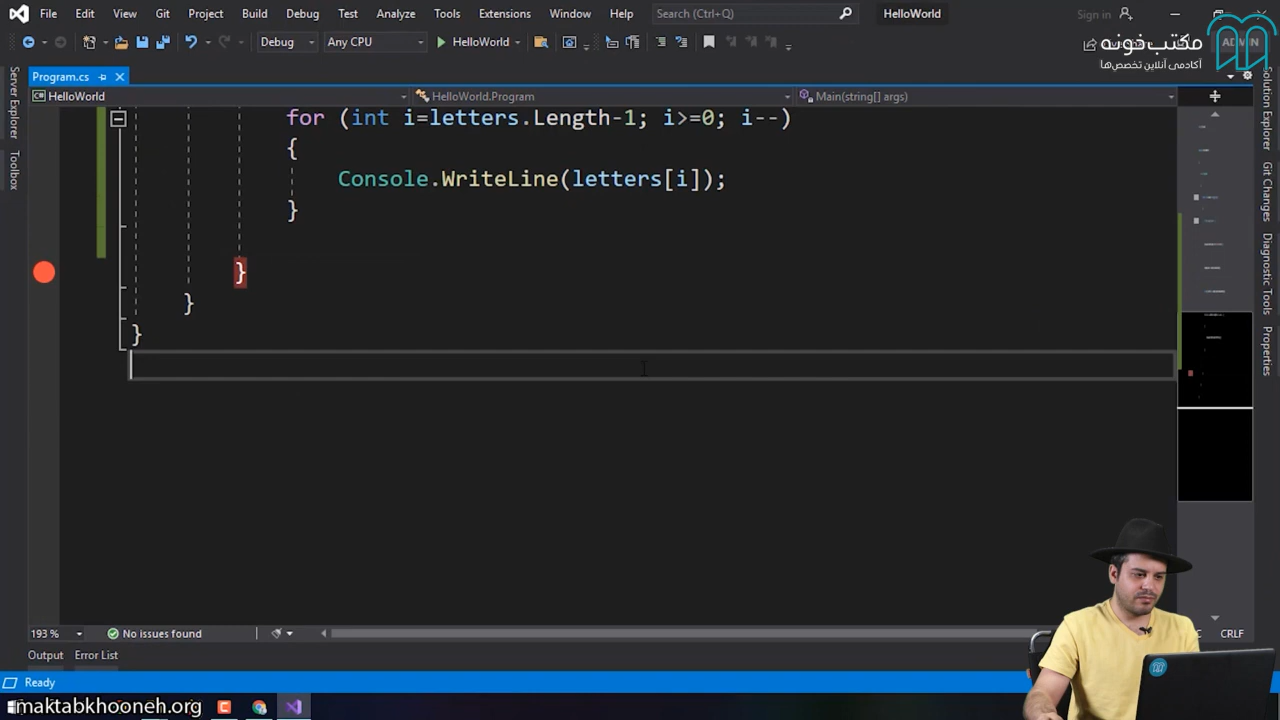 File Edit View Git Project Build Debug Test Analyze Tools Extensions Window Help Search (Ctrl+Q) HelloWorld Sign in
مکتب‌خونه
آکادمی آنلاین تخصص‌ها
ADMIN
Debug Any CPU HelloWorld
Program.cs
HelloWorld HelloWorld.Program Main(string[] args)
Server Explorer
Toolbox
Solution Explorer
Git Changes
Diagnostic Tools
Properties
for (int i=letters.Length-1; i>=0; i--)
{
Console.WriteLine(letters[i]);
}
}
}
}
193 % No issues found CRLF
Output Error List
Ready
maktabkhooneh.org